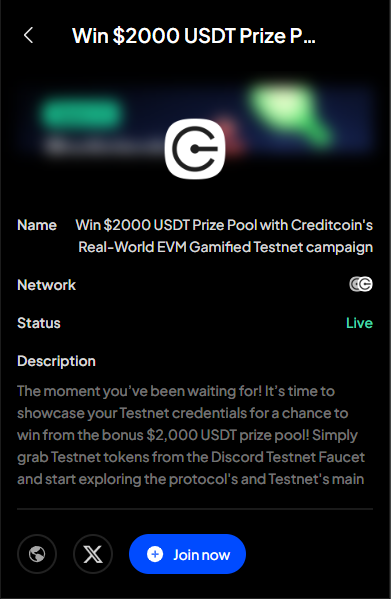 Win $2000 USDT Prize P...
Name
Win $2000 USDT Prize Pool with Creditcoin's
Real-World EVM Gamified Testnet campaign
Network
Status
Live
Description
The moment you've been waiting for! It's time to
showcase your Testnet credentials for a chance to
win from the bonus $2,000 USDT prize pool! Simply
grab Testnet tokens from the Discord Testnet Faucet
and start exploring the protocol's and Testnet's main
Join now